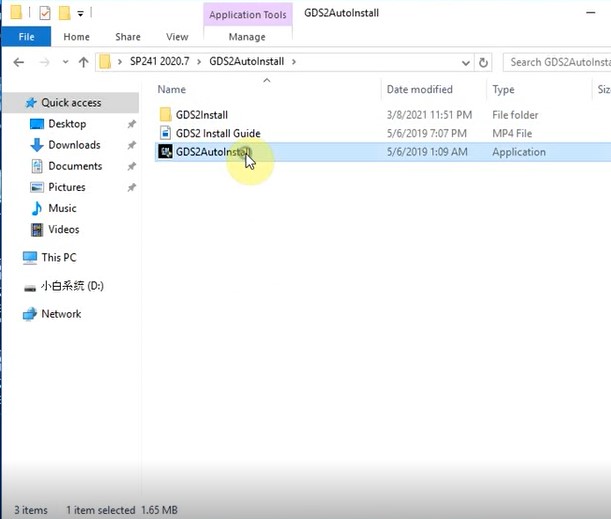 Application Tools GDS2AutoInstall
File Home Share View Manage
SP241 2020.7 GDS2AutoInstall Search GDS2AutoInsta
Name Date modified Type Siz
Quick access
Desktop
Downloads
Documents
Pictures
Music
Videos
This PC
小白系统 (D:)
Network
GDS2Install 3/8/2021 11:51 PM File folder
GDS2 Install Guide 5/6/2019 7:07 PM MP4 File
GDS2AutoInstall 5/6/2019 1:09 AM Application
3 items 1 item selected 1.65 MB